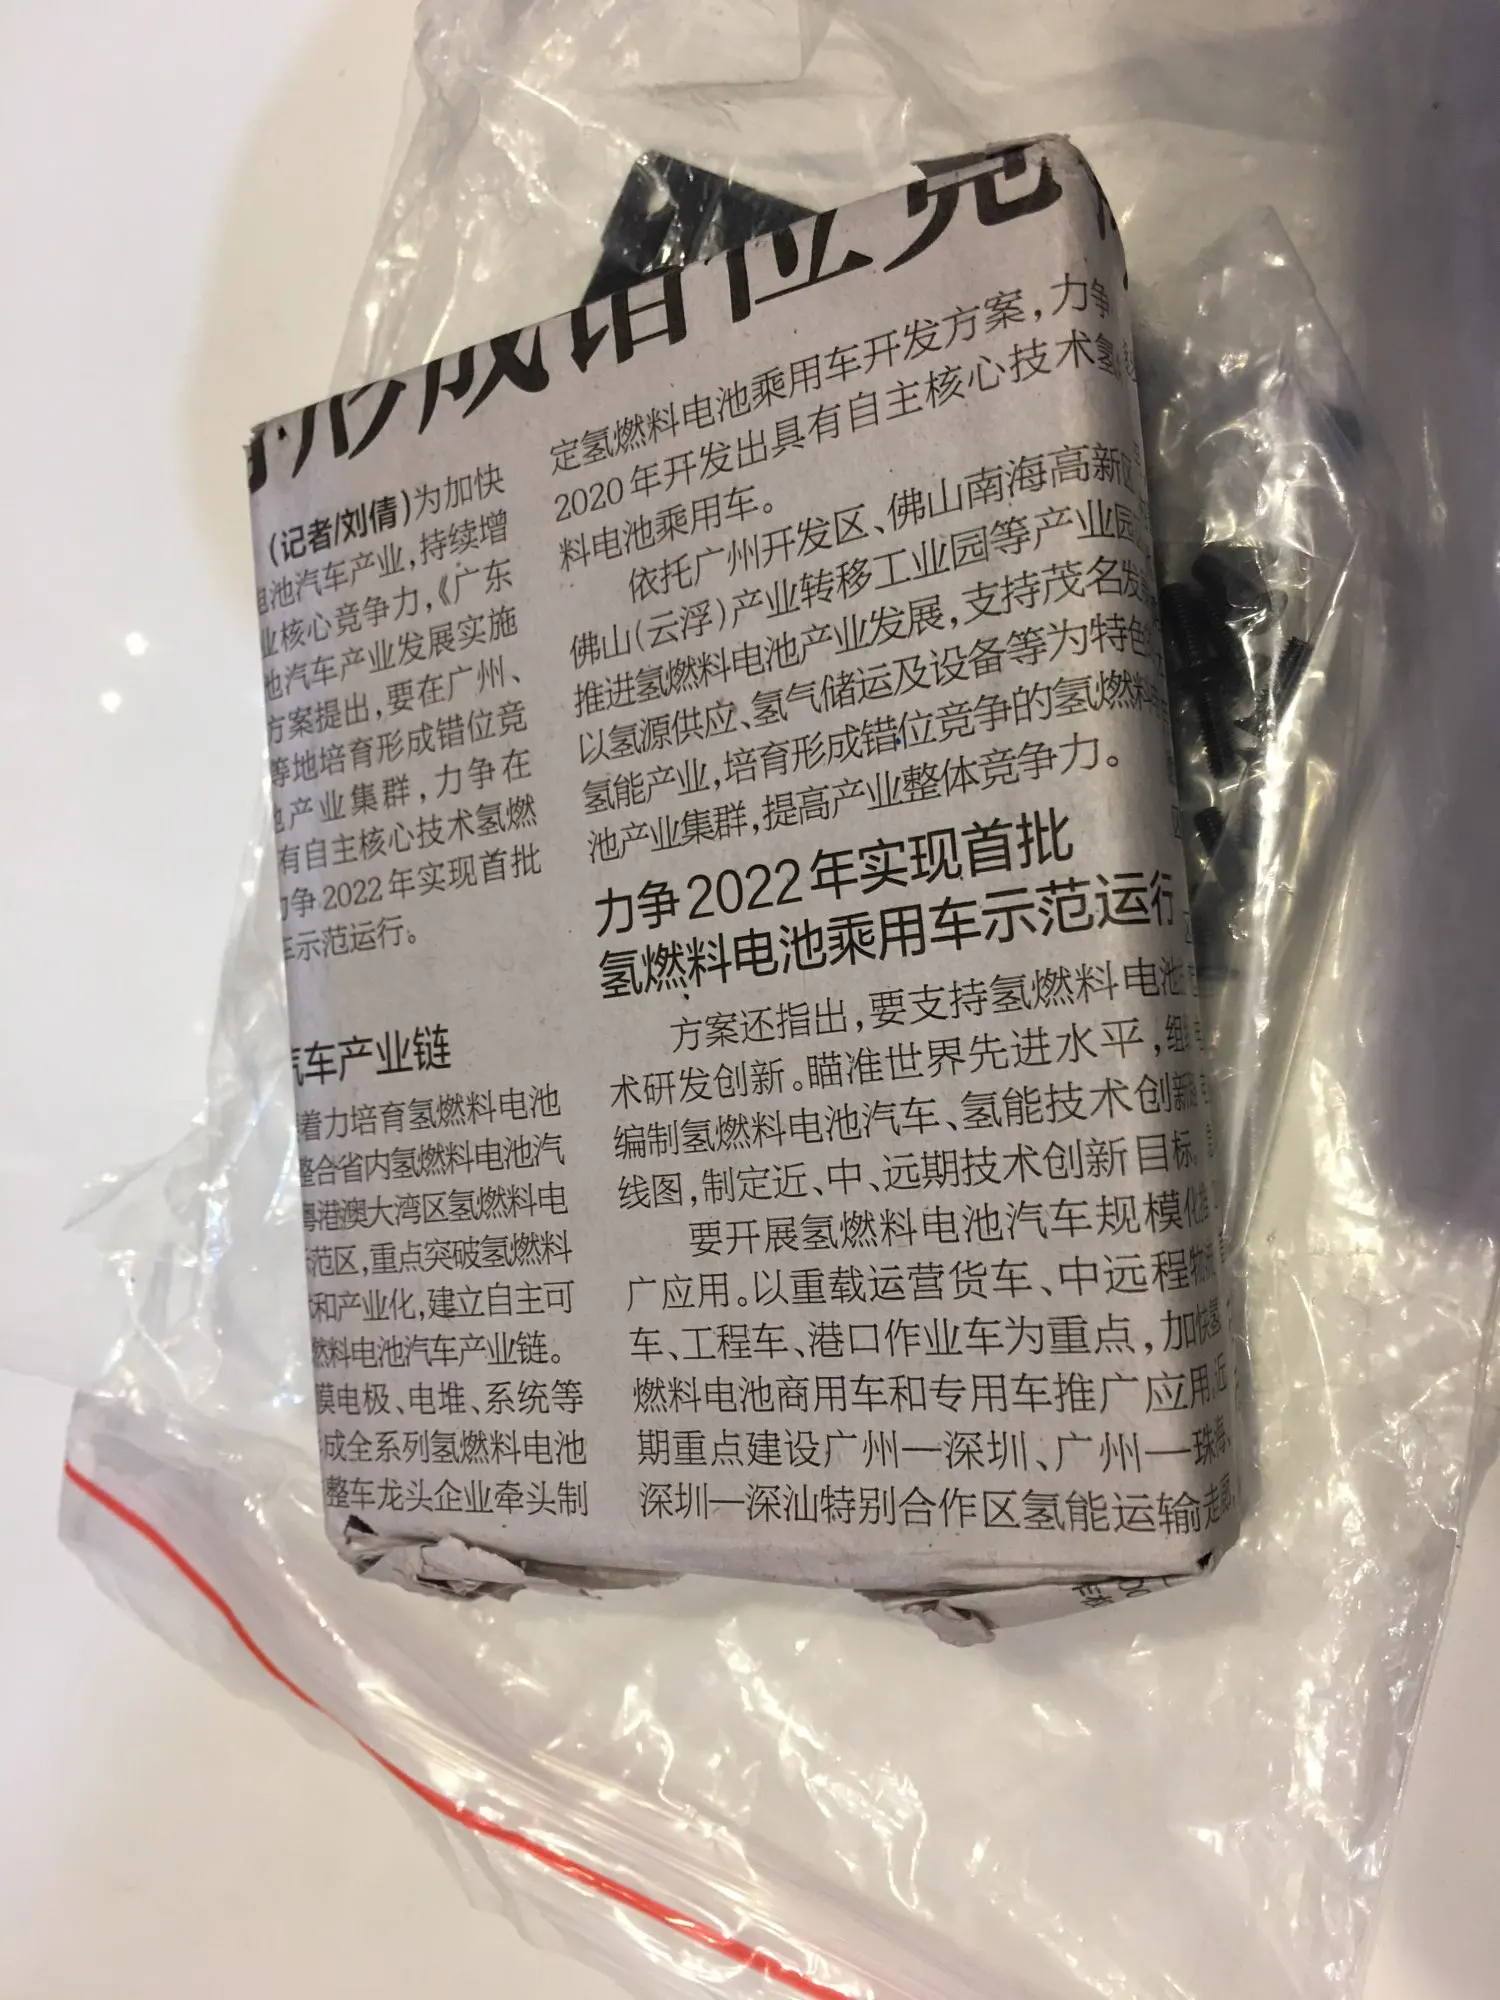 形成错位竞
(记者/刘倩)为加快
电池汽车产业,持续增
业核心竞争力,《广东
池汽车产业发展实施
方案提出,要在广州、
等地培育形成错位竞
产业集群,力争在
有自主核心技术氢燃
力争2022年实现首批
车示范运行。
汽车产业链
着力培育氢燃料电池
整合省内氢燃料电池汽
粤港澳大湾区氢燃料电
范区,重点突破氢燃料
和产业化,建立自主可
燃料电池汽车产业链。
膜电极、电堆、系统等
成全系列氢燃料电池
整车龙头企业牵头制
定氢燃料电池乘用车开发方案,力争
2020年开发出具有自主核心技术氢
料电池乘用车。
依托广州开发区、佛山南海高新区
佛山(云浮)产业转移工业园等产业园
推进氢燃料电池产业发展,支持茂名发
以氢源供应、氢气储运及设备等为特色
氢能产业,培育形成错位竞争的氢燃料
池产业集群,提高产业整体竞争力。
力争2022年实现首批
氢燃料电池乘用车示范运行
方案还指出,要支持氢燃料电池
术研发创新。瞄准世界先进水平,组
编制氢燃料电池汽车、氢能技术创新
线图,制定近、中、远期技术创新目标。
要开展氢燃料电池汽车规模化推
广应用。以重载运营货车、中远程物流
车、工程车、港口作业车为重点,加快氢
燃料电池商用车和专用车推广应用。近
期重点建设广州—深圳、广州—珠海、
深圳—深汕特别合作区氢能运输走廊,